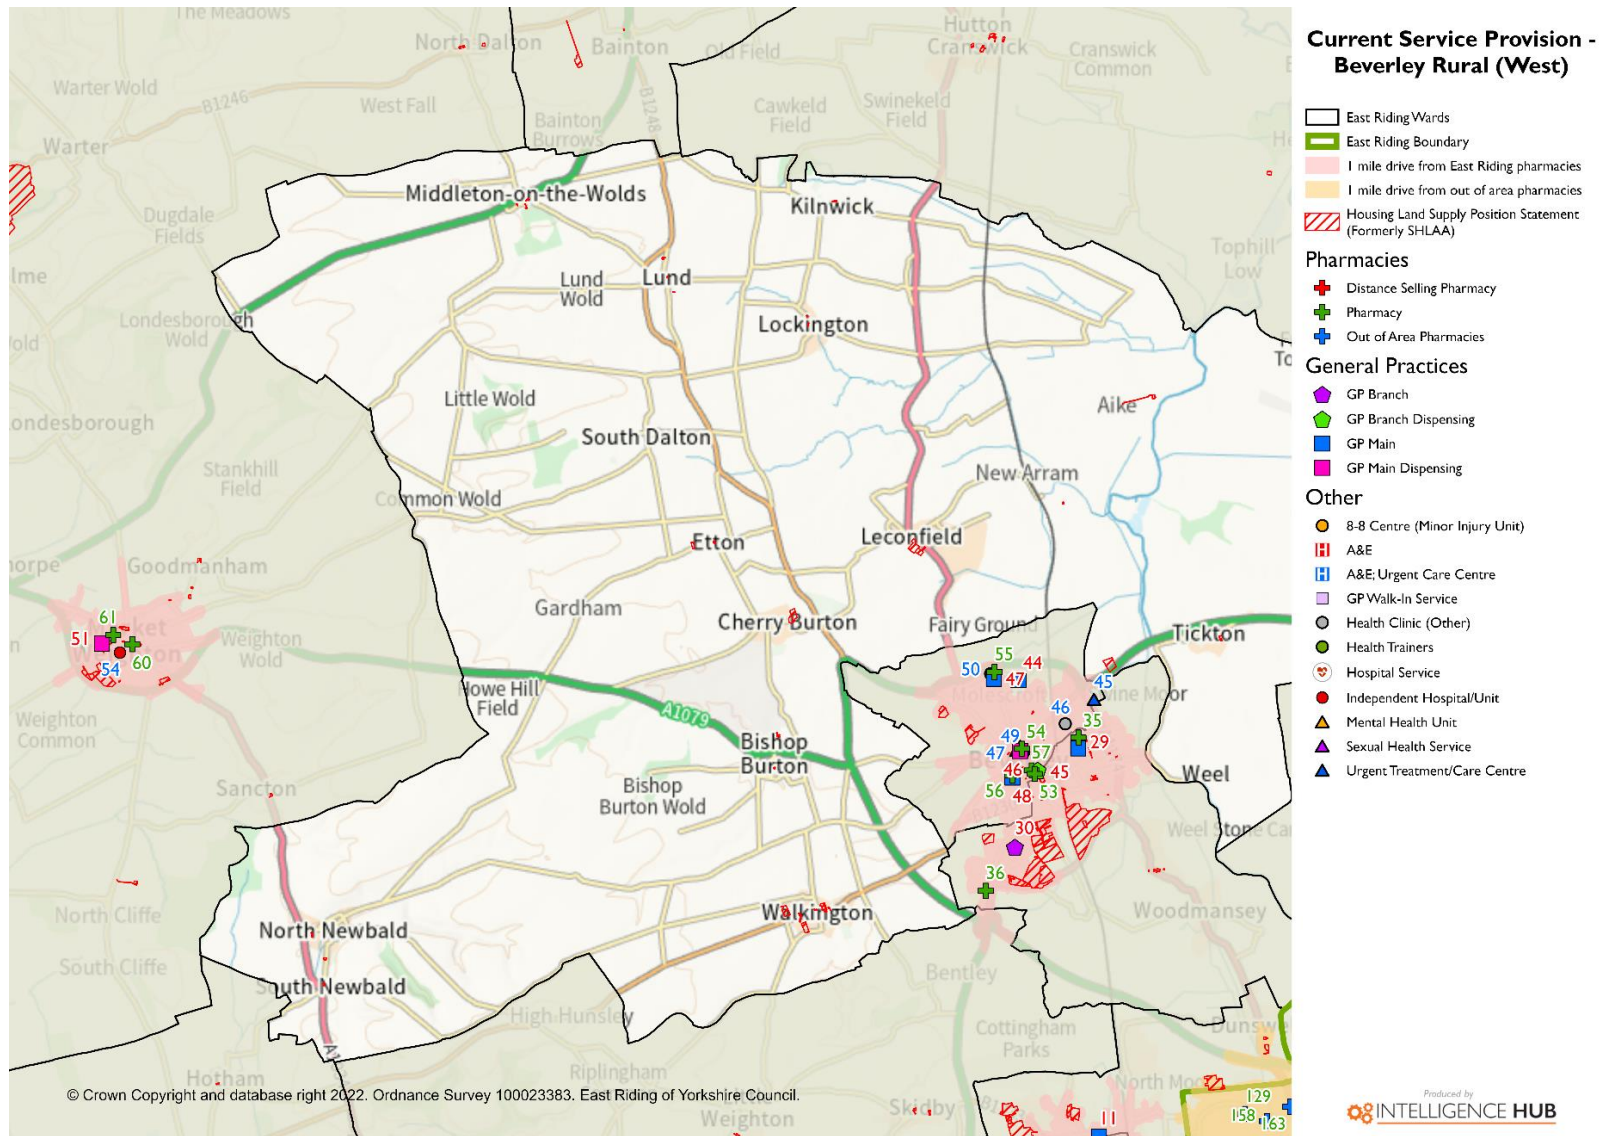 The Meadows
North Dalton
Bainton
Old Field
Hutton
Cranswick
Cranswick
Common
Warter Wold
B1246
West Fall
B1248
Bainton
Burrows
Cawkeld
Field
Swinekeld
Field
Warter
Middleton-on-the-Wolds
Kilnwick
Dugdale
Fields
Tophill
Low
Lund
Wold
Lund
Londesborough
Wold
Lockington
Little Wold
Aike
South Dalton
Stankhill
Field
Common Wold
New Arram
Etton
Leconfield
Goodmanham
Gardham
Cherry Burton
Fairy Ground
Tickton
61
51
60
54
Weighton
Wold
Howe Hill
Field
A1079
Weighton
Common
50
55
44
47
45
46
35
29
49
54
47
57
46
45
56
48
53
Bishop
Burton
Bishop
Burton Wold
Weel
Sancton
30
36
North Cliffe
South Cliffe
North Newbald
South Newbald
Walkington
Woodmansey
Bentley
High Hunsley
Cottingham
Parks
Riplingham
Hotham
Little
Weighton
Skidby
11
129
158
163
© Crown Copyright and database right 2022. Ordnance Survey 100023383. East Riding of Yorkshire Council.
Current Service Provision -
Beverley Rural (West)
East Riding Wards
East Riding Boundary
1 mile drive from East Riding pharmacies
1 mile drive from out of area pharmacies
Housing Land Supply Position Statement
(Formerly SHLAA)
Pharmacies
Distance Selling Pharmacy
Pharmacy
Out of Area Pharmacies
General Practices
GP Branch
GP Branch Dispensing
GP Main
GP Main Dispensing
Other
8-8 Centre (Minor Injury Unit)
A&E
A&E; Urgent Care Centre
GP Walk-In Service
Health Clinic (Other)
Health Trainers
Hospital Service
Independent Hospital/Unit
Mental Health Unit
Sexual Health Service
Urgent Treatment/Care Centre
Produced by
INTELLIGENCE HUB